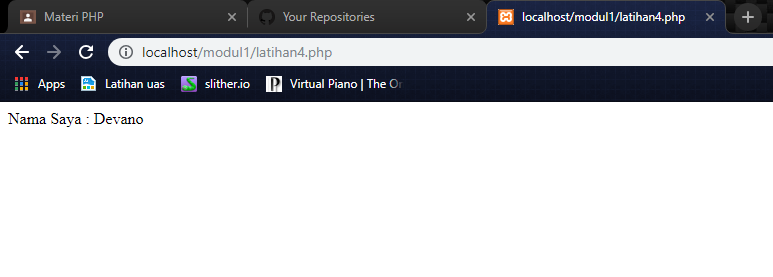 Materi PHP
Your Repositories
localhost/modul1/latihan4.php
localhost/modul1/latihan4.php
Apps
Latihan uas
slither.io
Virtual Piano | The On
Nama Saya : Devano